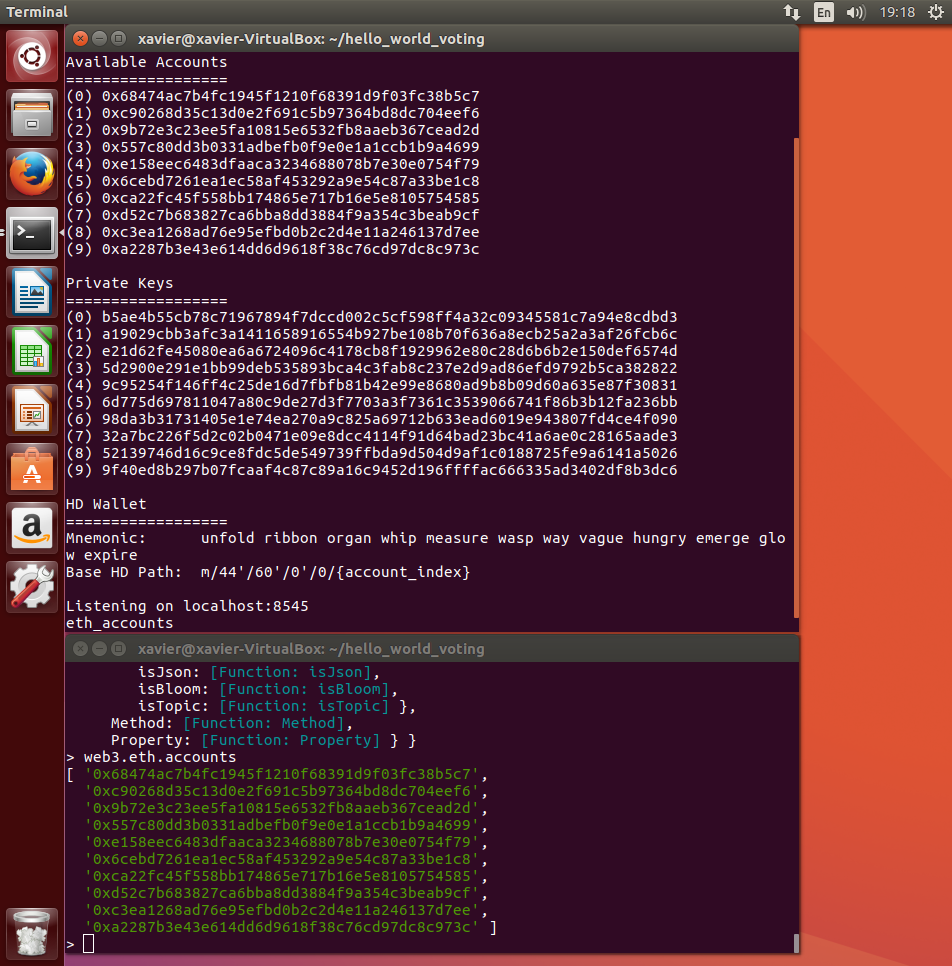 Terminal
En
19:18
xavier@xavier-VirtualBox: ~/hello_world_voting
Available Accounts
==================
(0) 0x68474ac7b4fc1945f1210f68391d9f03fc38b5c7
(1) 0xc90268d35c13d0e2f691c5b97364bd8dc704eef6
(2) 0x9b72e3c23ee5fa10815e6532fb8aaeb367cead2d
(3) 0x557c80dd3b0331adbefb0f9e0e1a1ccb1b9a4699
(4) 0xe158eec6483dfaaca3234688078b7e30e0754f79
(5) 0x6cebd7261ea1ec58af453292a9e54c87a33be1c8
(6) 0xca22fc45f558bb174865e717b16e5e8105754585
(7) 0xd52c7b683827ca6bba8dd3884f9a354c3beab9cf
(8) 0xc3ea1268ad76e95efbd0b2c2d4e11a246137d7ee
(9) 0xa2287b3e43e614dd6d9618f38c76cd97dc8c973c
Private Keys
==================
(0) b5ae4b55cb78c71967894f7dccd002c5cf598ff4a32c09345581c7a94e8cdbd3
(1) a19029cbb3afc3a1411658916554b927be108b70f636a8ecb25a2a3af26fcb6c
(2) e21d62fe45080ea6a6724096c4178cb8f1929962e80c28d6b6b2e150def6574d
(3) 5d2900e291e1bb99deb535893bca4c3fab8c237e2d9ad86efd9792b5ca382822
(4) 9c95254f146ff4c25de16d7fbfb81b42e99e8680ad9b8b09d60a635e87f30831
(5) 6d775d697811047a80c9de27d3f7703a3f7361c3539066741f86b3b12fa236bb
(6) 98da3b31731405e1e74ea270a9c825a69712b633ead6019e943807fd4ce4f090
(7) 32a7bc226f5d2c02b0471e09e8dcc4114f91d64bad23bc41a6ae0c28165aade3
(8) 52139746d16c9ce8fdc5de549739ffbda9d504d9af1c0188725fe9a6141a5026
(9) 9f40ed8b297b07fcaaf4c87c89a16c9452d196ffffac666335ad3402df8b3dc6
HD Wallet
==================
Mnemonic:      unfold ribbon organ whip measure wasp way vague hungry emerge glo
w expire
Base HD Path:  m/44'/60'/0'/0/{account_index}
Listening on localhost:8545
eth_accounts
xavier@xavier-VirtualBox: ~/hello_world_voting
isJson: [Function: isJson],
isBloom: [Function: isBloom],
isTopic: [Function: isTopic] },
Method: [Function: Method],
Property: [Function: Property] } }
> web3.eth.accounts
[ '0x68474ac7b4fc1945f1210f68391d9f03fc38b5c7',
'0xc90268d35c13d0e2f691c5b97364bd8dc704eef6',
'0x9b72e3c23ee5fa10815e6532fb8aaeb367cead2d',
'0x557c80dd3b0331adbefb0f9e0e1a1ccb1b9a4699',
'0xe158eec6483dfaaca3234688078b7e30e0754f79',
'0x6cebd7261ea1ec58af453292a9e54c87a33be1c8',
'0xca22fc45f558bb174865e717b16e5e8105754585',
'0xd52c7b683827ca6bba8dd3884f9a354c3beab9cf',
'0xc3ea1268ad76e95efbd0b2c2d4e11a246137d7ee',
'0xa2287b3e43e614dd6d9618f38c76cd97dc8c973c' ]
>